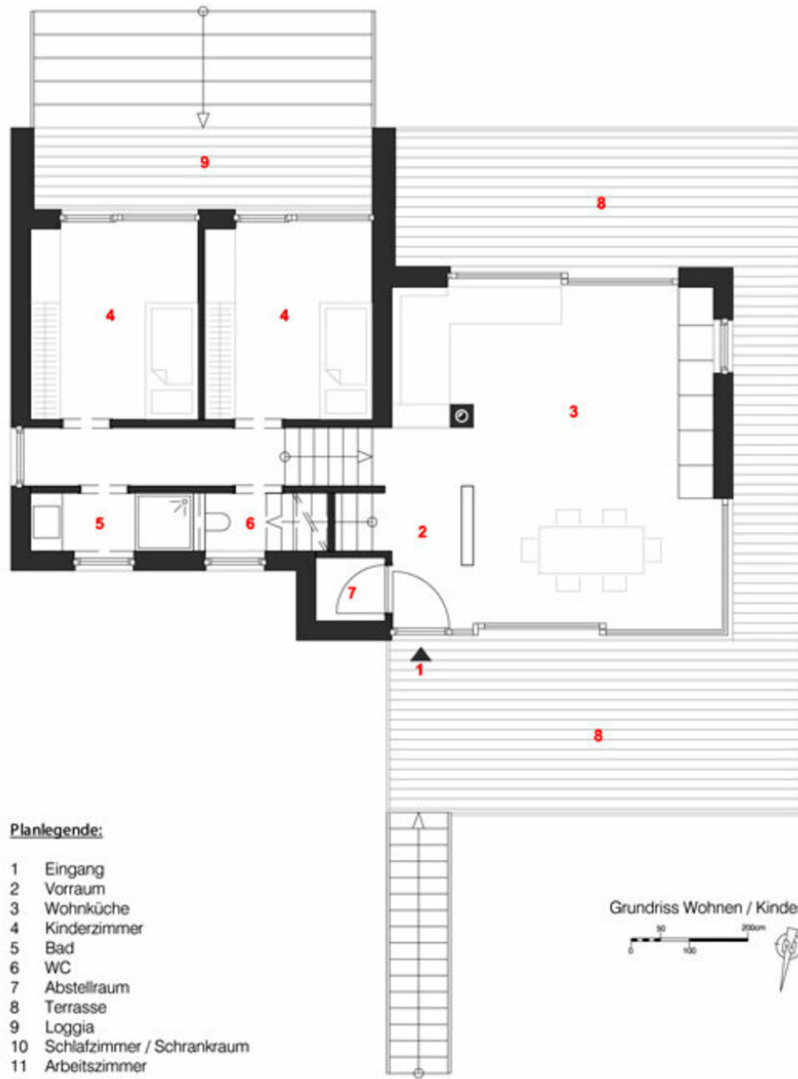 9
8
4
4
3
5
6
2
7
1
8
Planlegende:
1 Eingang
2 Vorraum
3 Wohnküche
4 Kinderzimmer
5 Bad
6 WC
7 Abstellraum
8 Terrasse
9 Loggia
10 Schlafzimmer / Schrankraum
11 Arbeitszimmer
Grundriss Wohnen / Kinder
50 200cm
0 100